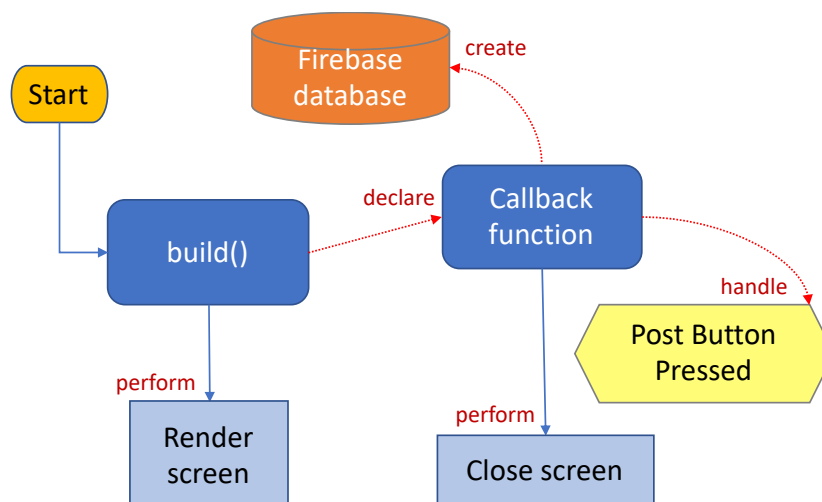 Start
Firebase
database
create
build()
declare
Callback
function
handle
Post Button
Pressed
perform
Render
screen
perform
Close screen